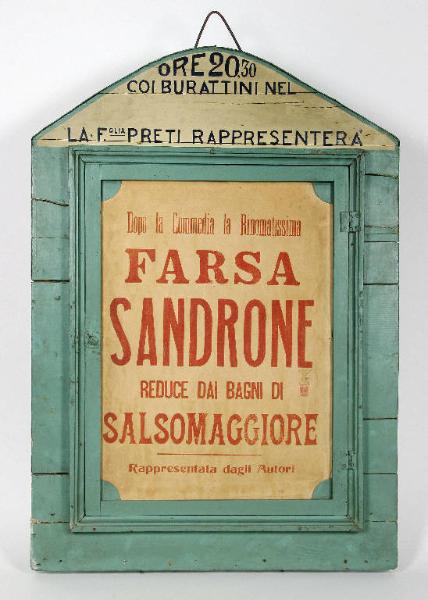 ORE 20,30
COI BURATTINI NEL
LA F.GLIA PRETI RAPPRESENTERA'
Dopo la Commedia la Rinomatissima
FARSA
SANDRONE
REDUCE DAI BAGNI DI
SALSOMAGGIORE
Rappresentata dagli Autori